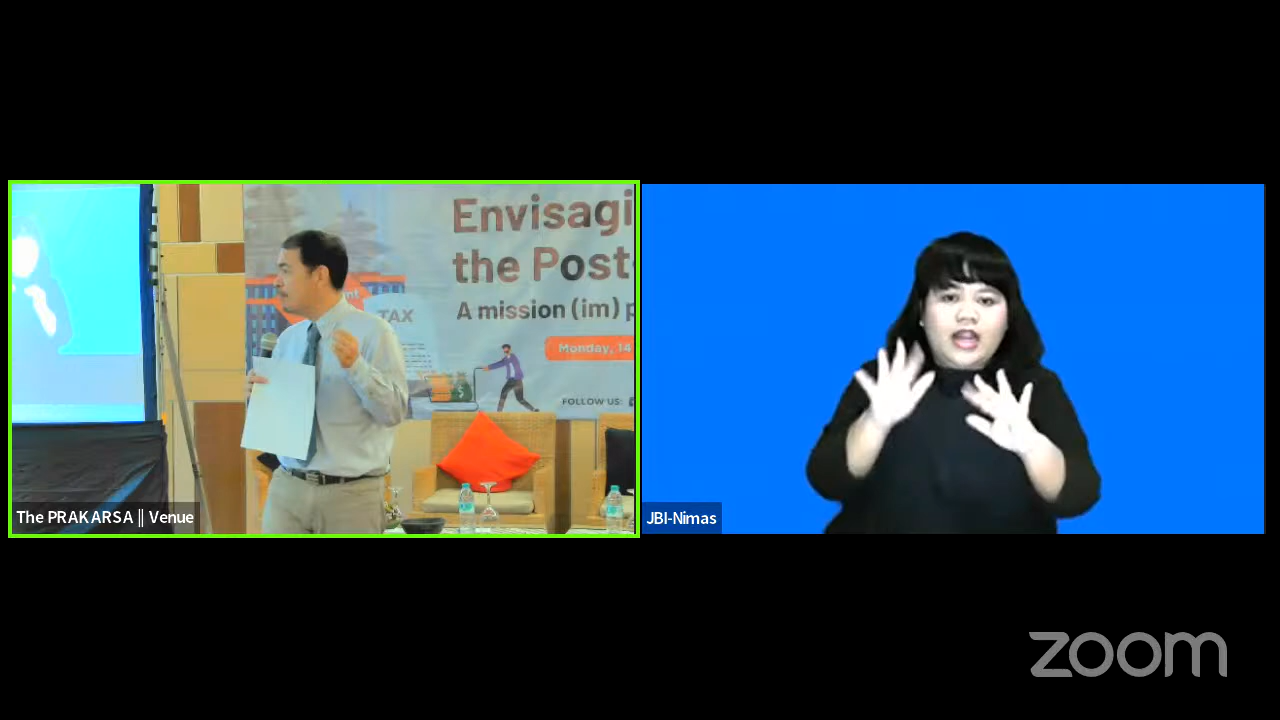 Envisagi
the Post-
A mission (im) p
TAX
Monday, 14
FOLLOW US:
The PRAKARSA || Venue
JBI-Nimas
zoom